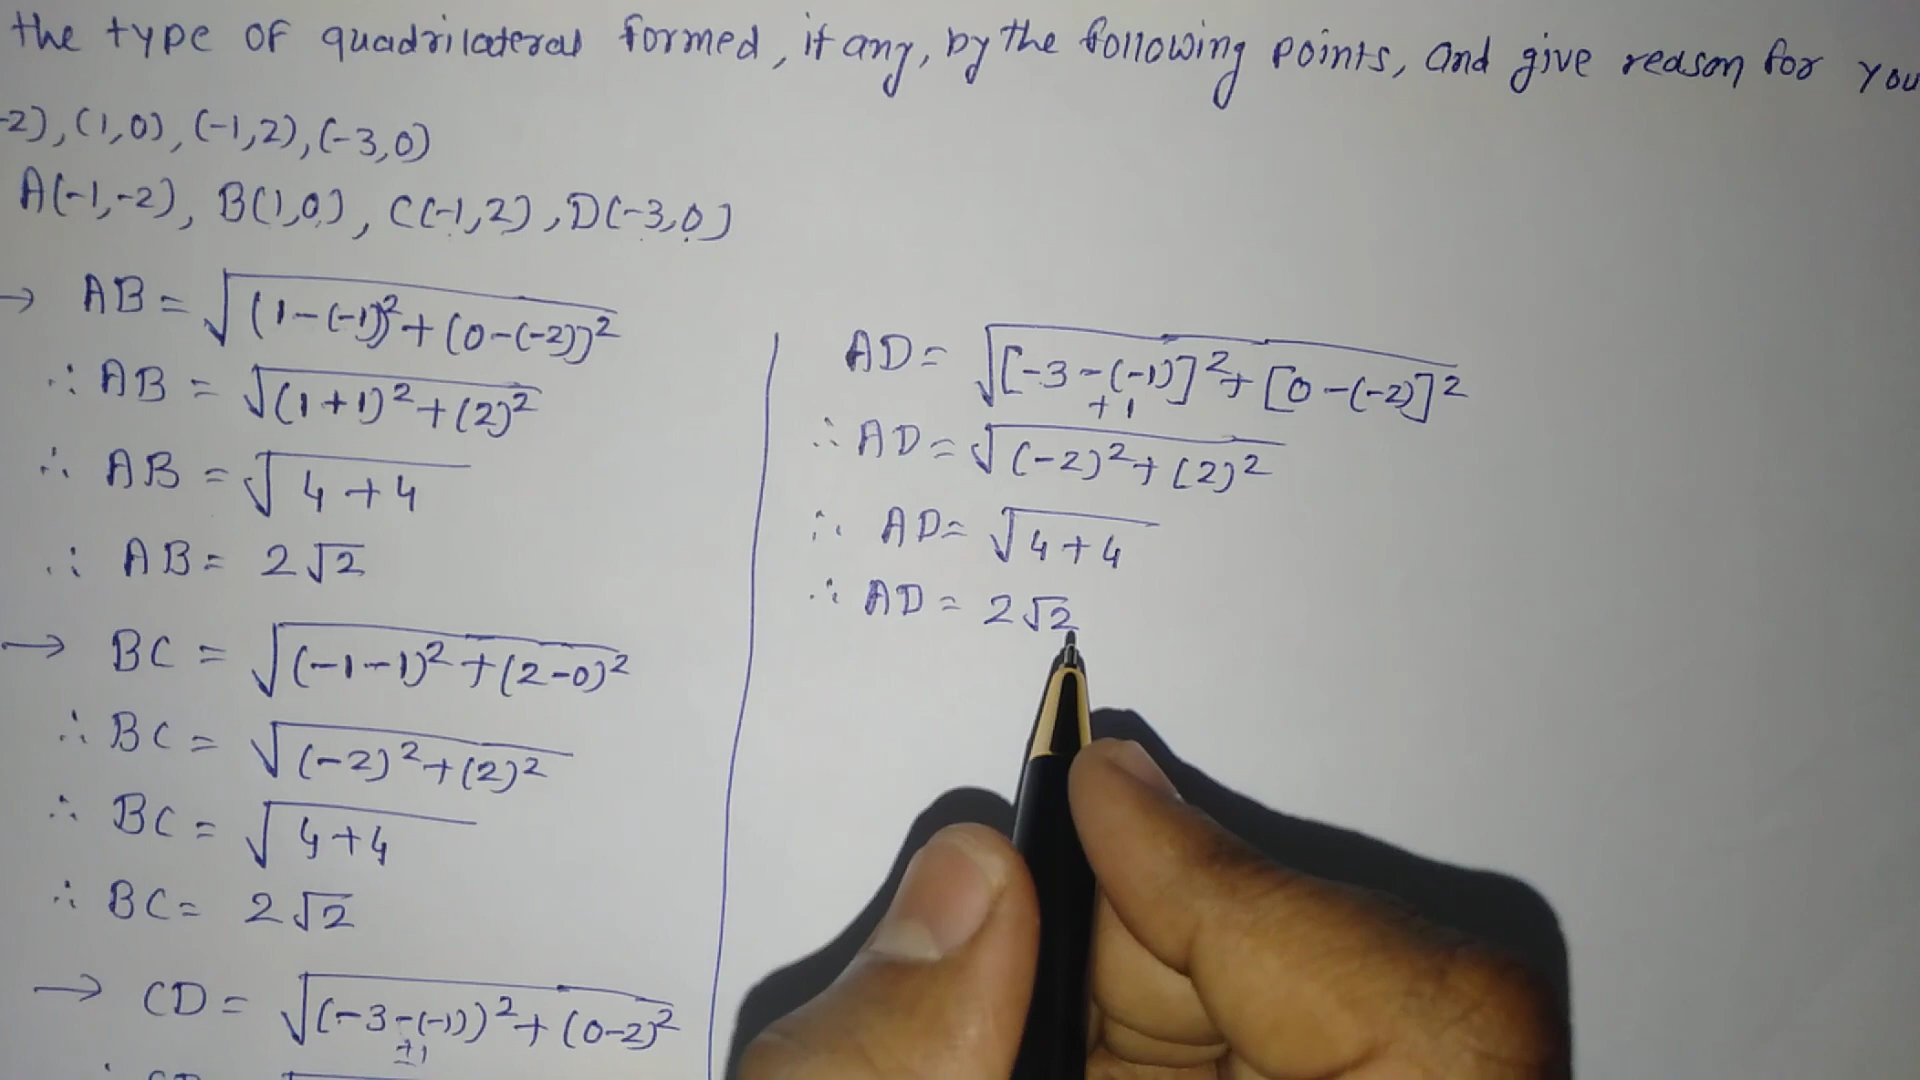 the type of quadrilateral formed, if any, by the following points, and give reason for you
-2), (1,0), (-1,2), (-3,0)
A(-1,-2), B(1,0), C(-1,2), D(-3,0)
→ AB = √(1-(-1))²+(0-(-2))²
∴ AB = √(1+1)²+(2)²
∴ AB = √4+4
∴ AB = 2√2
→ BC = √(-1-1)²+(2-0)²
∴ BC = √(-2)²+(2)²
∴ BC = √4+4
∴ BC = 2√2
→ CD = √(-3-(-1))²+(0-2)²
+1
AD = √[-3-(-1)]²+[0-(-2)]²
+1
∴ AD = √(-2)²+(2)²
∴ AD = √4+4
∴ AD = 2√2